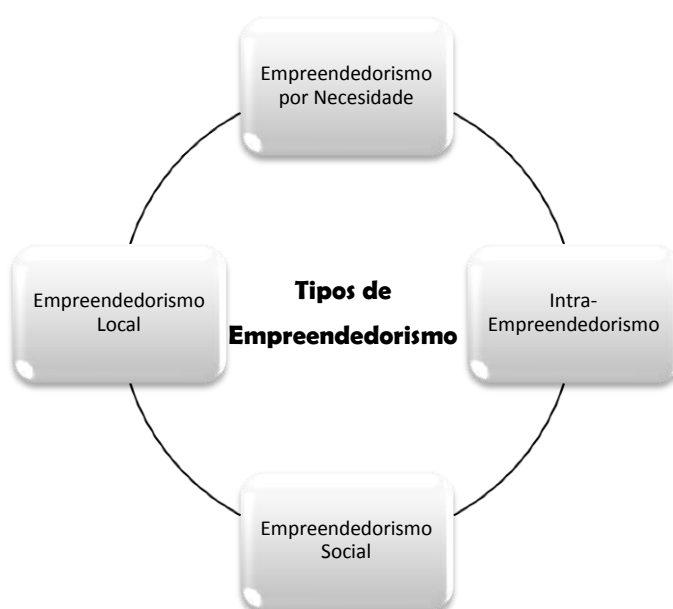 Empreendedorismo
por Necesidade
Empreendedorismo
Local
Tipos de
Empreendedorismo
Intra-
Empreendedorismo
Empreendedorismo
Social